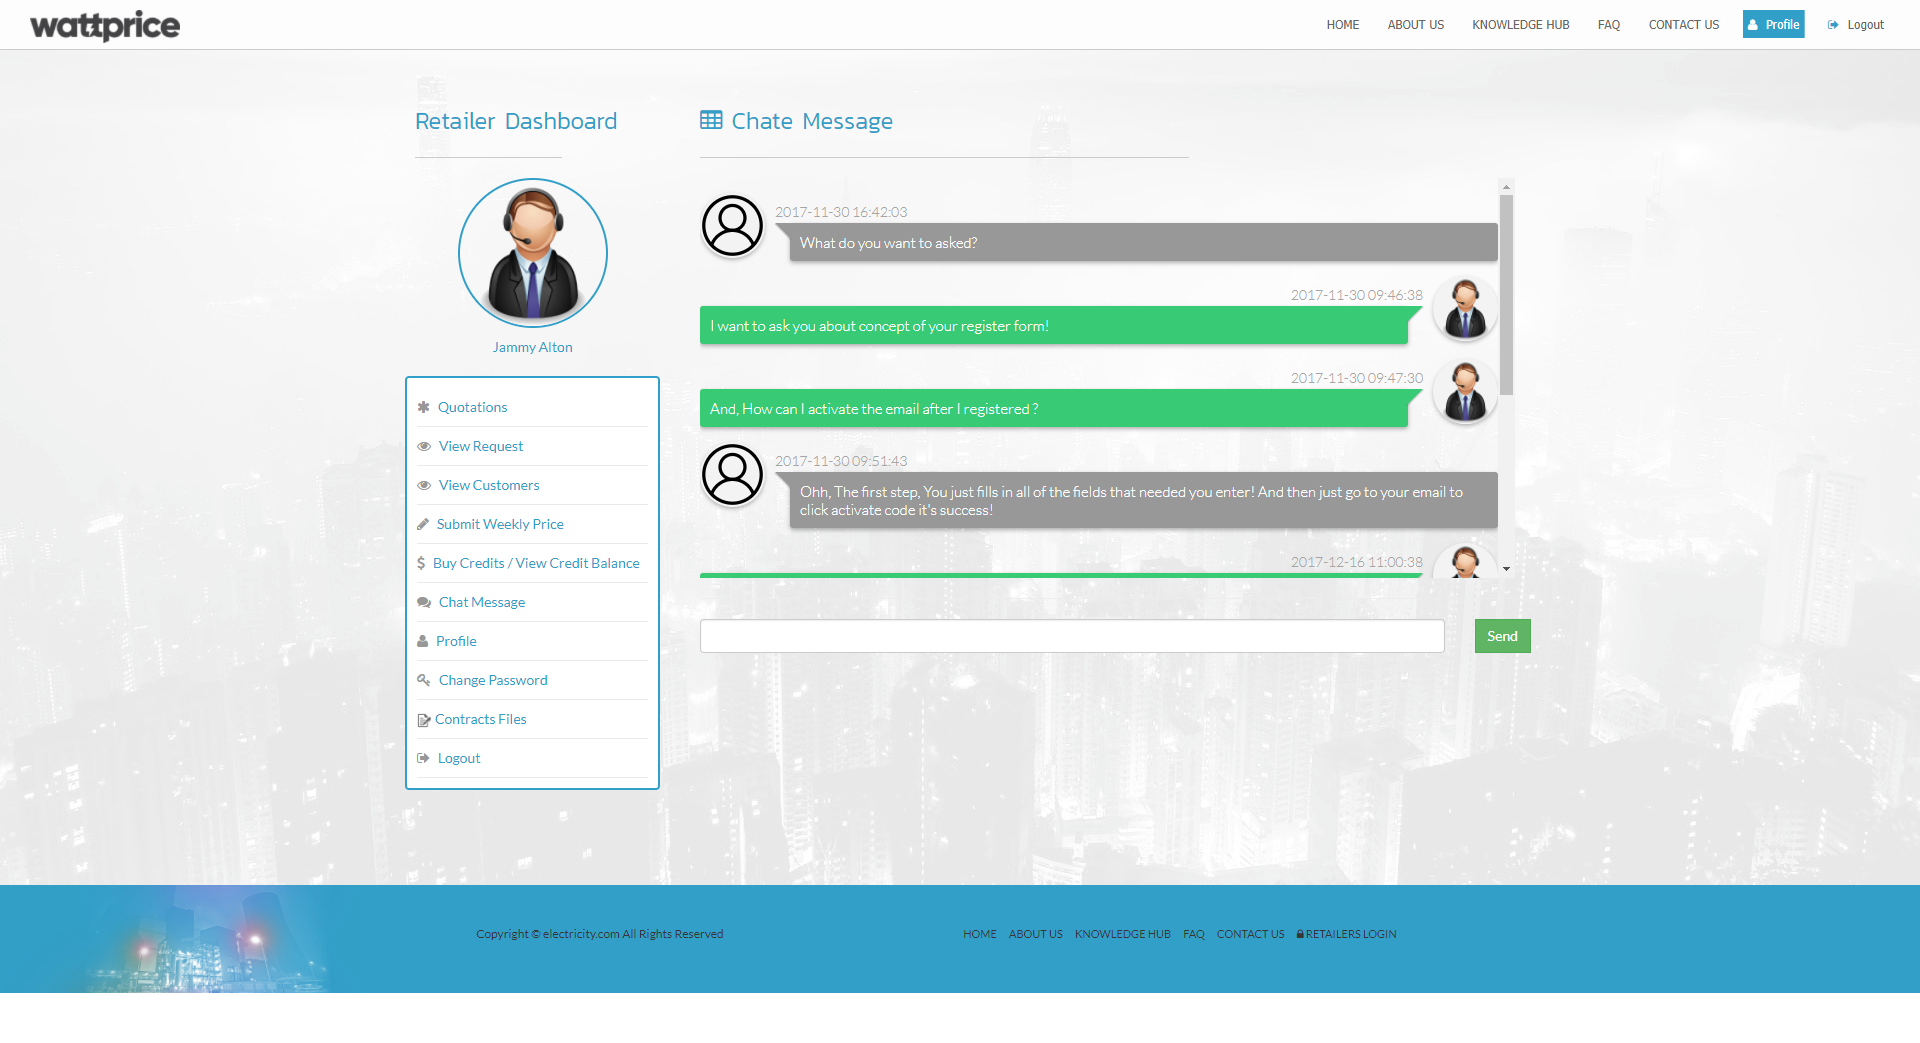 wattprice
HOME ABOUT US KNOWLEDGE HUB FAQ CONTACT US Profile Logout
Retailer Dashboard
Chate Message
Jammy Alton
Quotations
View Request
View Customers
Submit Weekly Price
Buy Credits / View Credit Balance
Chat Message
Profile
Change Password
Contracts Files
Logout
2017-11-30 16:42:03
What do you want to asked?
2017-11-30 09:46:38
I want to ask you about concept of your register form!
2017-11-30 09:47:30
And, How can I activate the email after I registered ?
2017-11-30 09:51:43
Ohh, The first step, You just fills in all of the fields that needed you enter! And then just go to your email to
click activate code it's success!
2017-12-16 11:00:38
Send
Copyright © electricity.com All Rights Reserved
HOME ABOUT US KNOWLEDGE HUB FAQ CONTACT US RETAILERS LOGIN